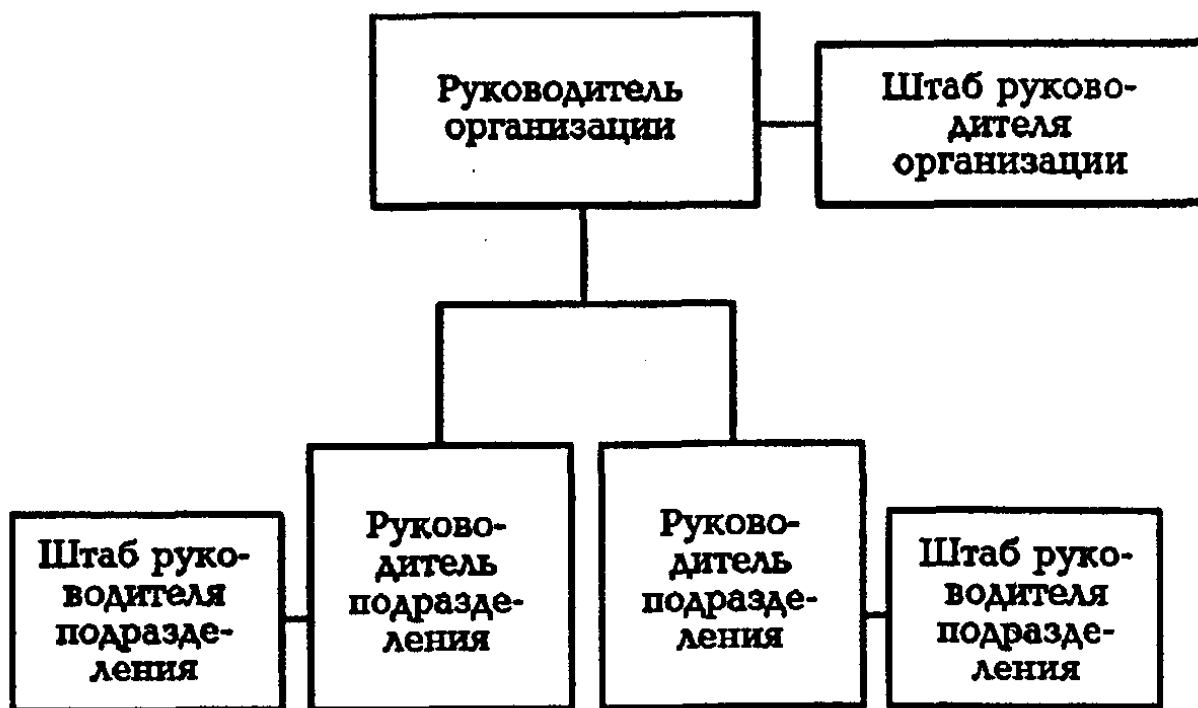 Руководитель
организации
Штаб руково-
дителя
организации
Штаб руко-
водителя
подразде-
ления
Руково-
дитель
подразде-
ления
Руково-
дитель
подразде-
ления
Штаб руко-
водителя
подразде-
ления